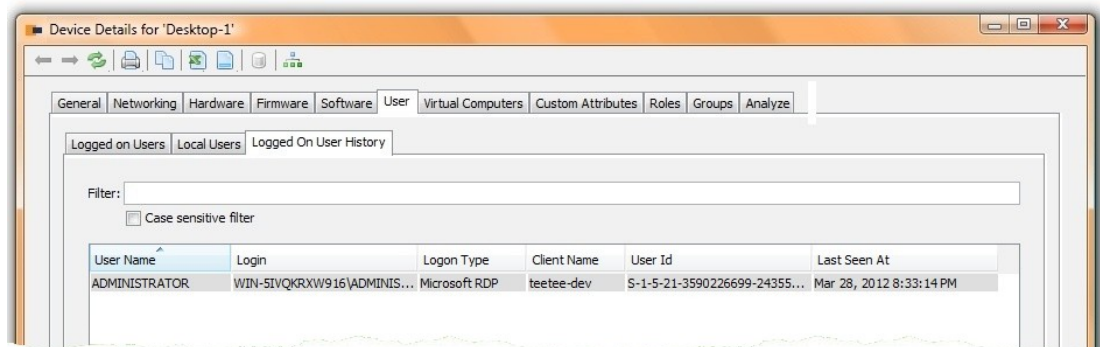 Device Details for 'Desktop-1'
General Networking Hardware Firmware Software User Virtual Computers Custom Attributes Roles Groups Analyze
Logged on Users Local Users Logged On User History
Filter:
Case sensitive filter
User Name Login Logon Type Client Name User Id Last Seen At
ADMINISTRATOR WIN-5IVQKRXW916\ADMINIS... Microsoft RDP teetee-dev S-1-5-21-3590226699-24355... Mar 28, 2012 8:33:14 PM